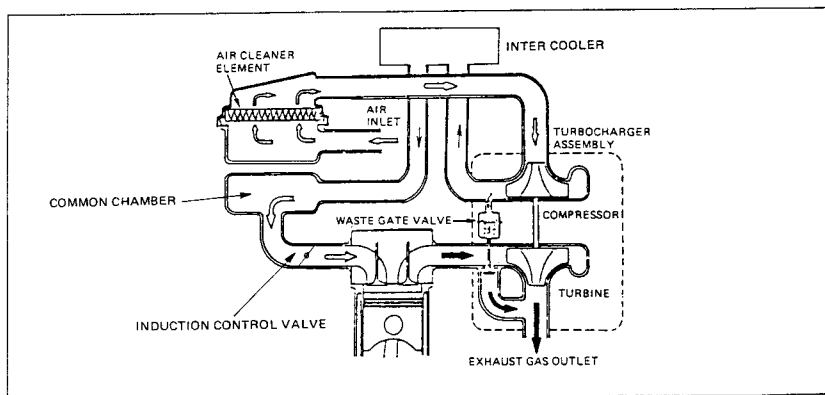 INTER COOLER
AIR CLEANER
ELEMENT
AIR
INLET
TURBOCHARGER
ASSEMBLY
COMMON CHAMBER
WASTE GATE VALVE
COMPRESSOR
TURBINE
INDUCTION CONTROL VALVE
EXHAUST GAS OUTLET